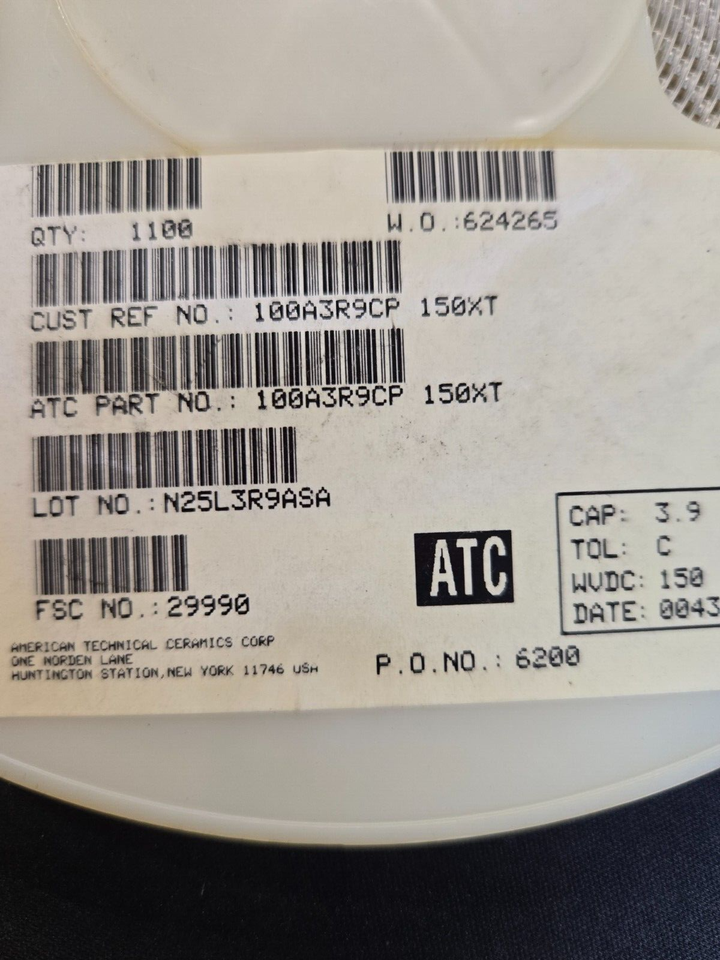 QTY: 1100
W.O.:624265
CUST REF NO.: 100A3R9CP 150XT
ATC PART NO.: 100A3R9CP 150XT
LOT NO.:N25L3R9ASA
FSC NO.:29990
ATC
CAP: 3.9
TOL: C
WVDC: 150
DATE: 0043
AMERICAN TECHNICAL CERAMICS CORP
ONE NORDEN LANE
HUNTINGTON STATION,NEW YORK 11746 USA
P.O.NO.: 6200